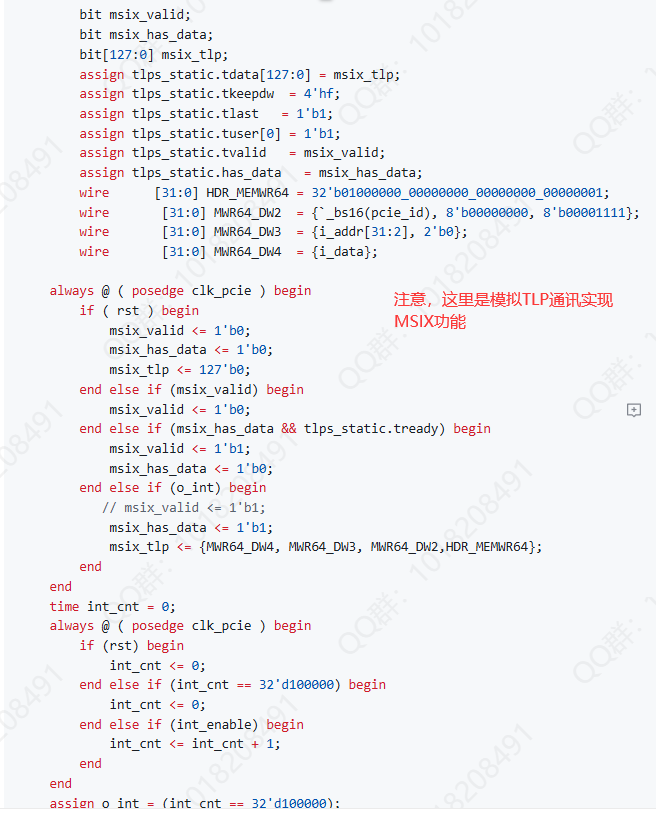 bit msix_valid;
bit msix_has_data;
bit[127:0] msix_tlp;
assign tlps_static.tdata[127:0] = msix_tlp;
assign tlps_static.tkeepdw  = 4'hf;
assign tlps_static.tlast   = 1'b1;
assign tlps_static.tuser[0] = 1'b1;
assign tlps_static.tvalid   = msix_valid;
assign tlps_static.has_data   = msix_has_data;
wire      [31:0] HDR_MEMWR64 = 32'b01000000_00000000_00000000_00000001;
wire       [31:0] MWR64_DW2  = {`_bs16(pcie_id), 8'b00000000, 8'b00001111};
wire       [31:0] MWR64_DW3  = {i_addr[31:2], 2'b0};
wire       [31:0] MWR64_DW4  = {i_data};
always @ ( posedge clk_pcie ) begin
if ( rst ) begin
msix_valid <= 1'b0;
msix_has_data <= 1'b0;
msix_tlp <= 127'b0;
end else if (msix_valid) begin
msix_valid <= 1'b0;
end else if (msix_has_data && tlps_static.tready) begin
msix_valid <= 1'b1;
msix_has_data <= 1'b0;
end else if (o_int) begin
// msix_valid <= 1'b1;
msix_has_data <= 1'b1;
msix_tlp <= {MWR64_DW4, MWR64_DW3, MWR64_DW2,HDR_MEMWR64};
end
end
time int_cnt = 0;
always @ ( posedge clk_pcie ) begin
if (rst) begin
int_cnt <= 0;
end else if (int_cnt == 32'd100000) begin
int_cnt <= 0;
end else if (int_enable) begin
int_cnt <= int_cnt + 1;
end
end
assign o_int = (int_cnt == 32'd100000);
注意，这里是模拟TLP通讯实现
MSIX功能
QQ群：1018208491